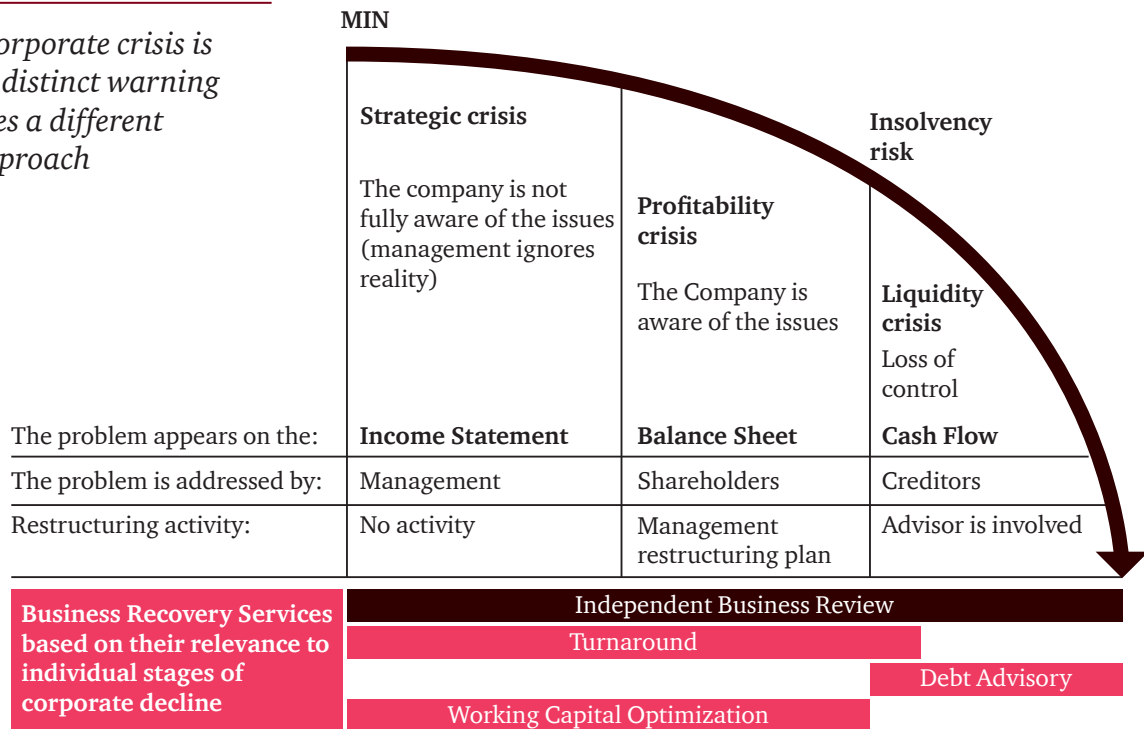 MIN
orporate crisis is
distinct warning
es a different
proach
Strategic crisis
The company is not
fully aware of the issues
(management ignores
reality)
Profitability
crisis
The Company is
aware of the issues
Insolvency
risk
Liquidity
crisis
Loss of
control
The problem appears on the: Income Statement Balance Sheet Cash Flow
The problem is addressed by: Management Shareholders Creditors
Restructuring activity: No activity Management Advisor is involved
restructuring plan
Business Recovery Services
based on their relevance to
individual stages of
corporate decline
Independent Business Review
Turnaround
Debt Advisory
Working Capital Optimization